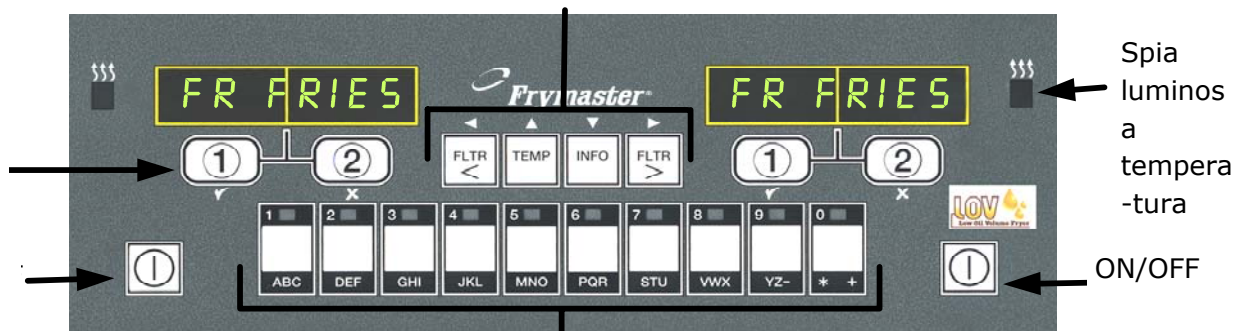 FR FRIES
Frymaster
FR FRIES
1 2
FLTR < TEMP INFO FLTR >
1 2
1 2 3 4 5 6 7 8 9 0
ABC DEF GHI JKL MNO PQR STU VWX YZ- * +
LOV
Low Oil Volume Fryer
Spia
luminos
a
tempera
-tura
ON/OFF